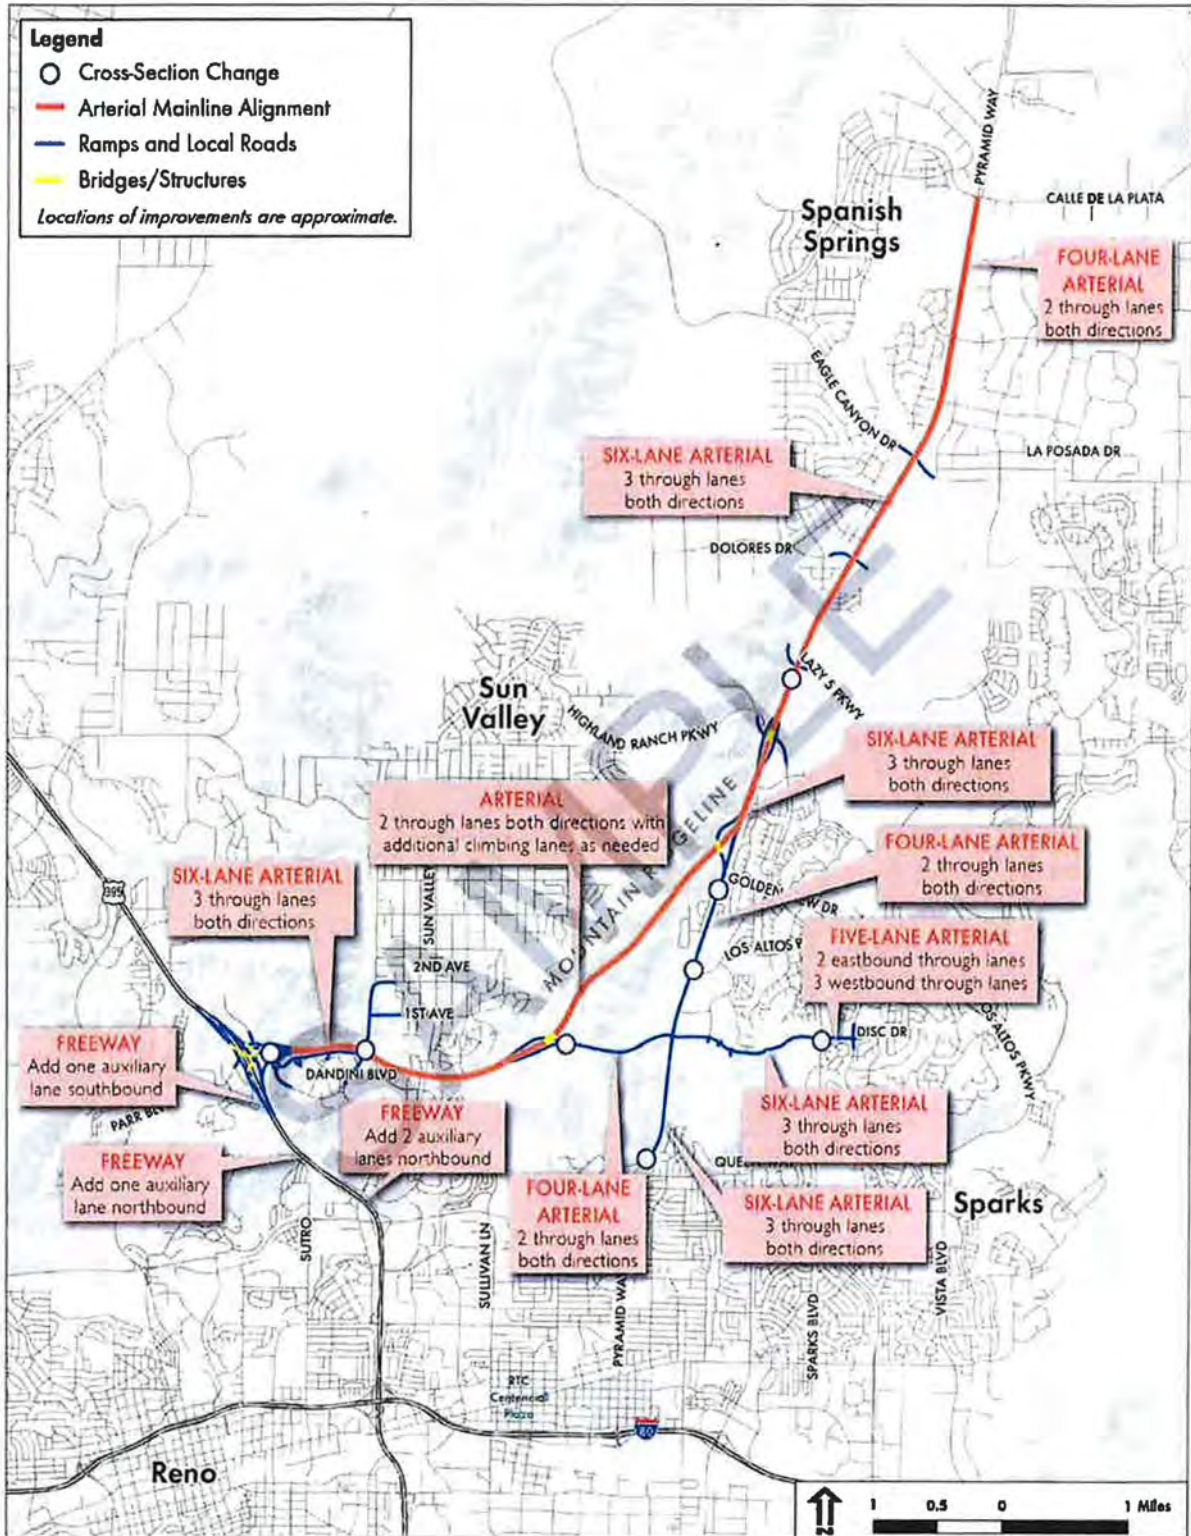 Legend
Cross-Section Change
Arterial Mainline Alignment
Ramps and Local Roads
Bridges/Structures
Locations of improvements are approximate.
PYRAMID WAY
CALLE DE LA PLATA
Spanish
Springs
FOUR-LANE
ARTERIAL
2 through lanes
both directions
EAGLE CANYON DR
LA POSADA DR
SIX-LANE ARTERIAL
3 through lanes
both directions
DOLORES DR
LAZY S PKWY
Sun
Valley
HIGHLAND RANCH PKWY
SIX-LANE ARTERIAL
3 through lanes
both directions
ARTERIAL
2 through lanes both directions with
additional climbing lanes as needed
MOUNTAIN RIDGELINE
FOUR-LANE ARTERIAL
2 through lanes
both directions
395
SIX-LANE ARTERIAL
3 through lanes
both directions
SUN VALLEY
GOLDEN
DR
LOS ALTOS
FIVE-LANE ARTERIAL
2 eastbound through lanes
3 westbound through lanes
2ND AVE
1ST AVE
DISC DR
LOS ALTOS PKWY
FREEWAY
Add one auxiliary
lane southbound
DANDINI BLVD
PARR
FREEWAY
Add 2 auxiliary
lanes northbound
SIX-LANE ARTERIAL
3 through lanes
both directions
FREEWAY
Add one auxiliary
lane northbound
FOUR-LANE
ARTERIAL
2 through lanes
both directions
SIX-LANE ARTERIAL
3 through lanes
both directions
Sparks
SUTRO
SULLIVAN LN
PYRAMID WAY
SPARKS BLVD
VISTA BLVD
RTC
Centennial
Plaza
80
Reno
N
1 0.5 0 1 Miles
SAMPLE